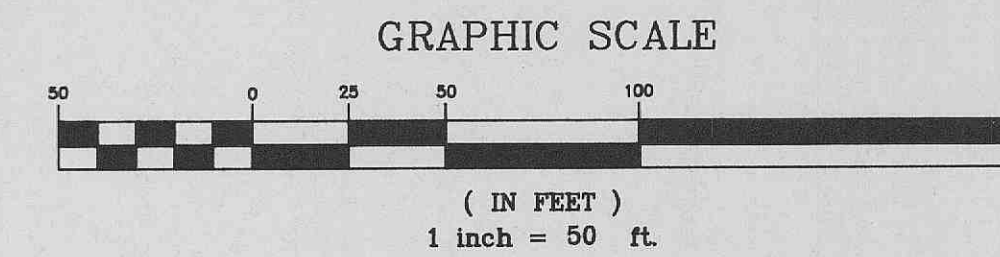 GRAPHIC SCALE
50 0 25 50 100
( IN FEET )
1 inch = 50 ft.